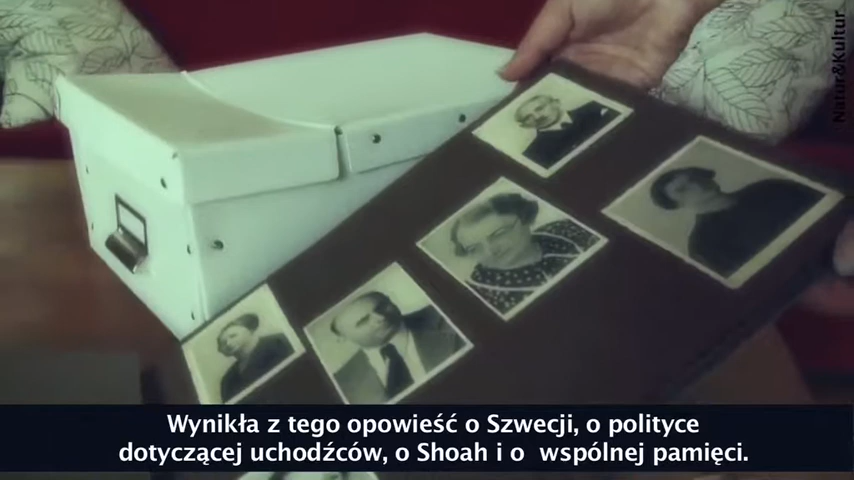 Natur&Kultur
Wynikła z tego opowieść o Szwecji, o polityce
dotyczącej uchodźców, o Shoah i o wspólnej pamięci.